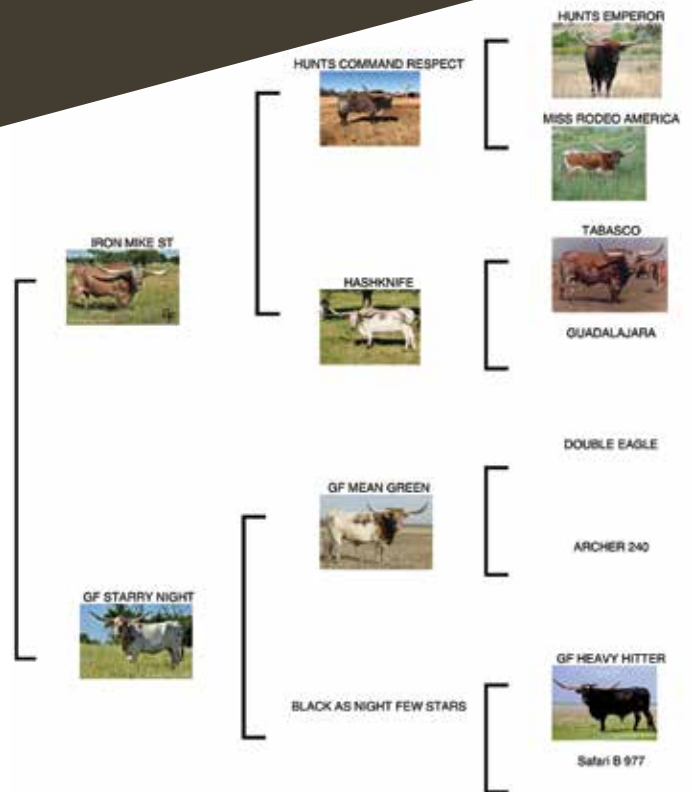 HUNTS EMPEROR
HUNTS COMMAND RESPECT
MISS RODEO AMERICA
IRON MIKE ST
TABASCO
HASHKNIFE
GUADALAJARA
DOUBLE EAGLE
GF MEAN GREEN
ARCHER 240
GF STARRY NIGHT
GF HEAVY HITTER
BLACK AS NIGHT FEW STARS
Safari B 977